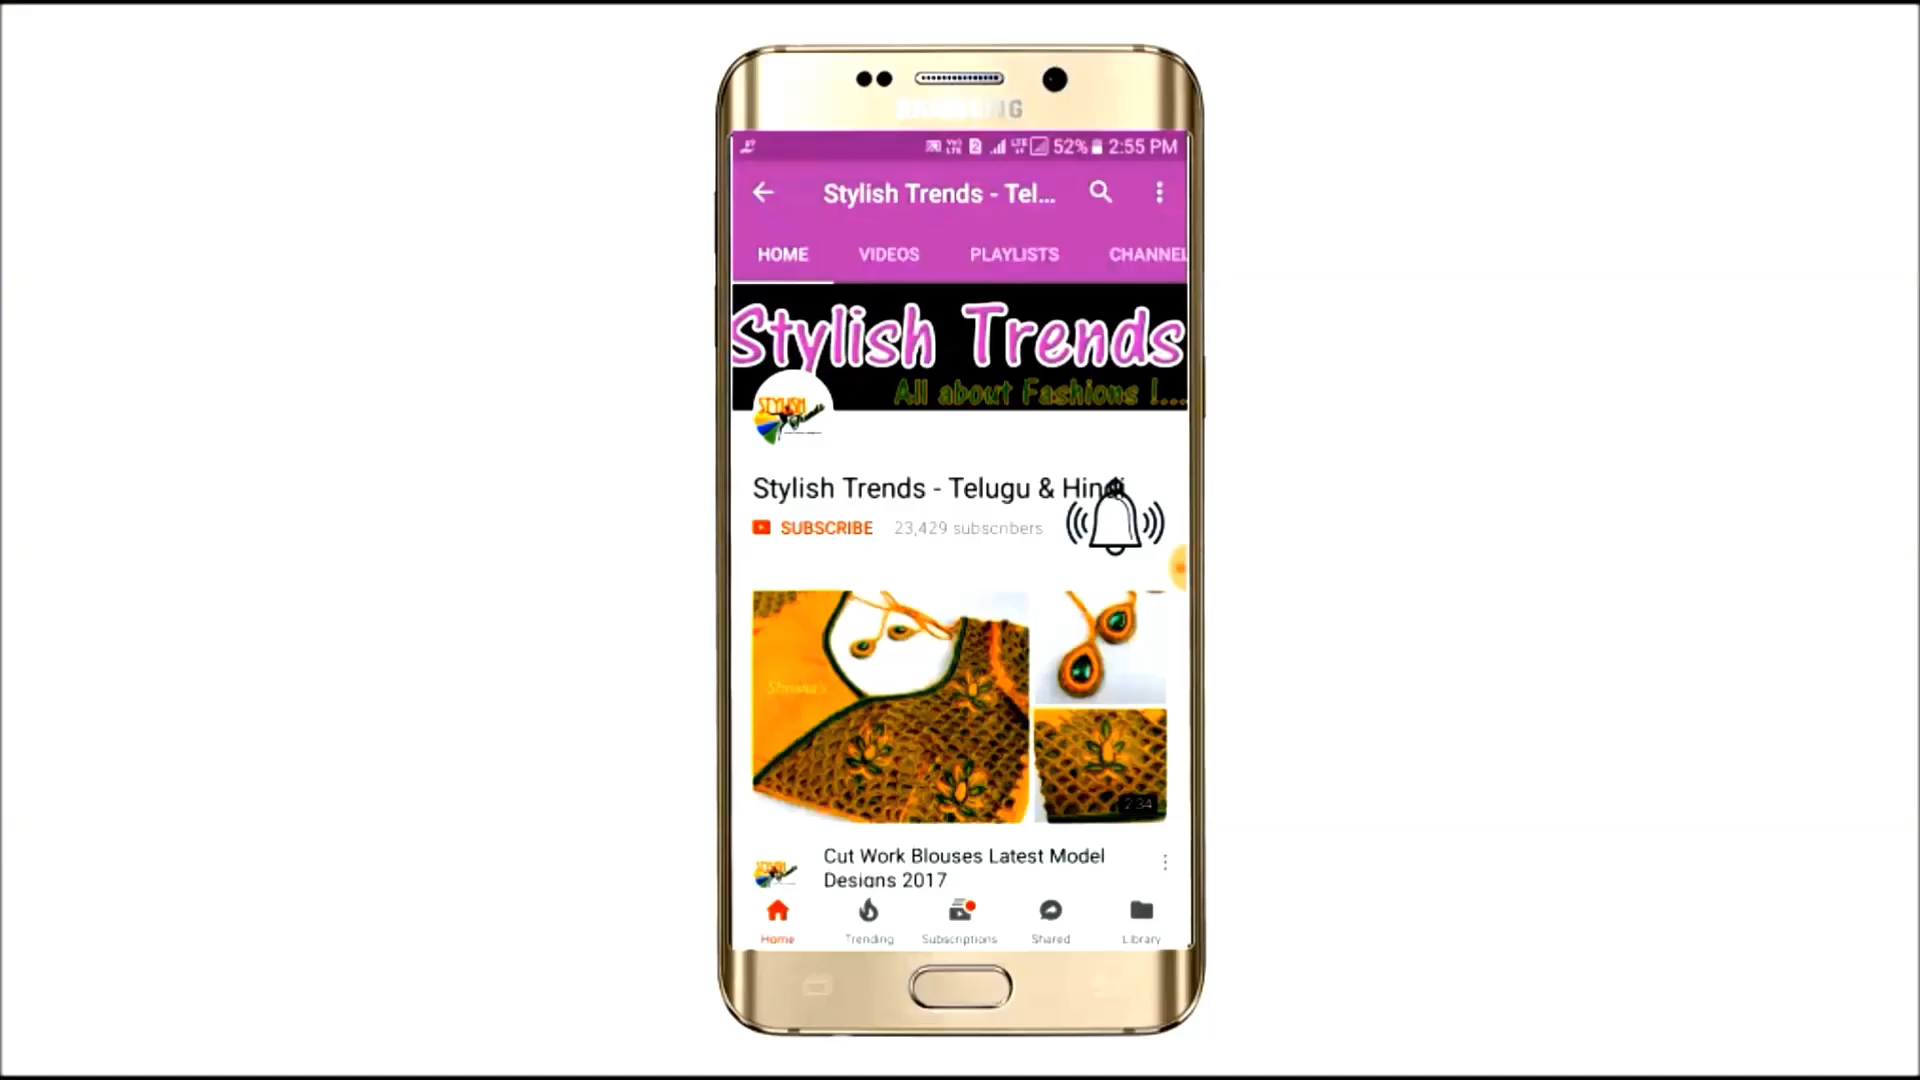 SAMSUNG
52% 2:55 PM
Stylish Trends - Tel...
HOME VIDEOS PLAYLISTS CHANNEL
Stylish Trends
All about Fashions !....
STYLISH
Stylish Trends - Telugu & Hindi
SUBSCRIBE 23,429 subscribers
2:34
Cut Work Blouses Latest Model
Designs 2017
Home Trending Subscriptions Shared Library